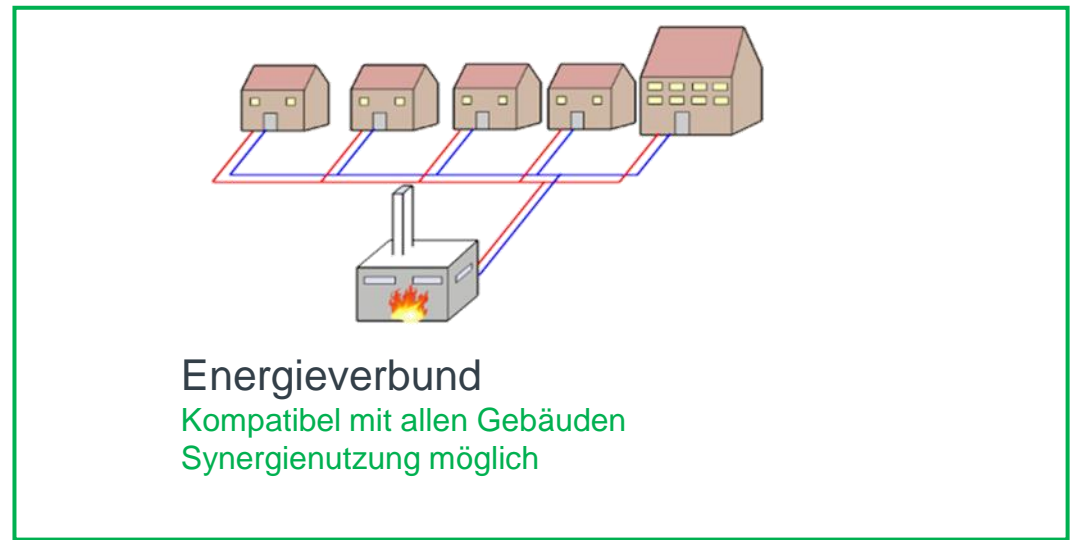 Energieverbund
Kompatibel mit allen Gebäuden
Synergienutzung möglich